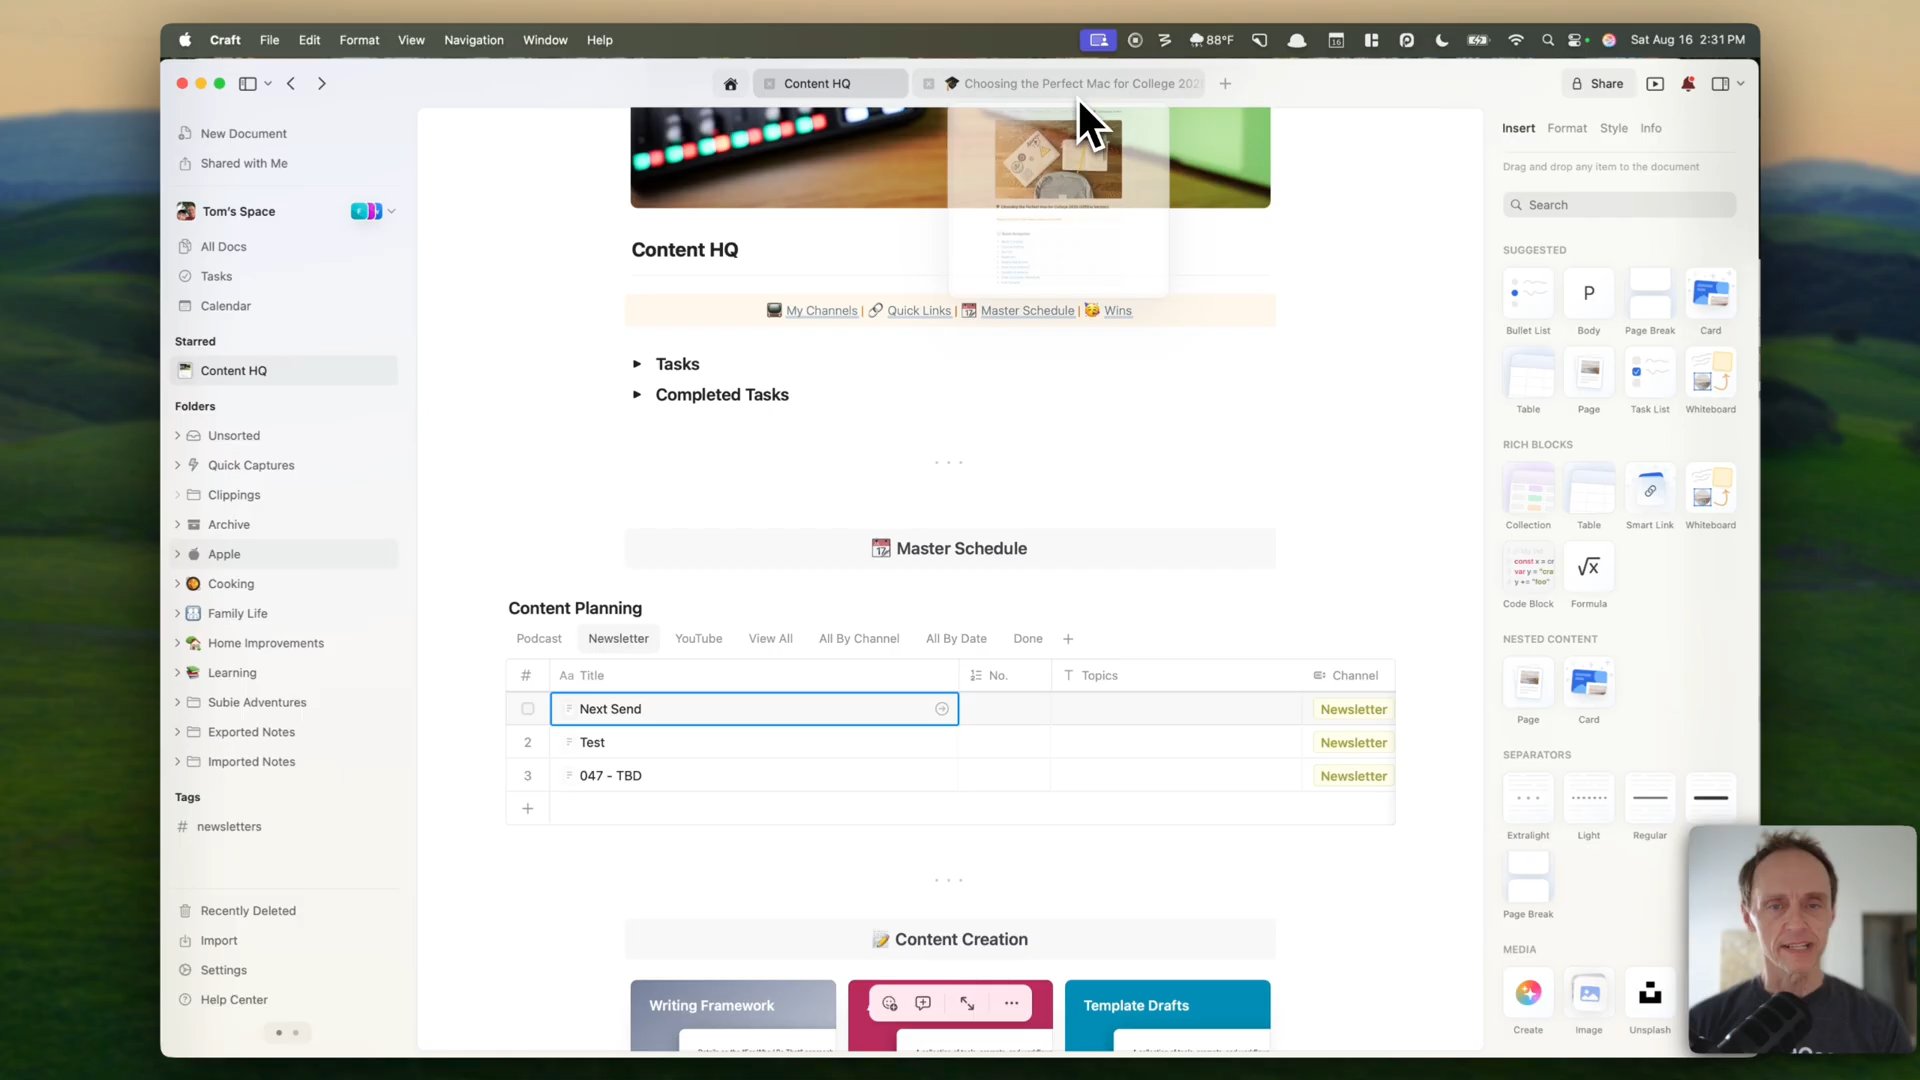 Craft File Edit Format View Navigation Window Help 88°F 16 Sat Aug 16 2:31 PM
Content HQ Choosing the Perfect Mac for College 202 Share
New Document
Shared with Me
Tom's Space
All Docs
Tasks
Calendar
Starred
Content HQ
Folders
Unsorted
Quick Captures
Clippings
Archive
Apple
Cooking
Family Life
Home Improvements
Learning
Subie Adventures
Exported Notes
Imported Notes
Tags
# newsletters
Recently Deleted
Import
Settings
Help Center
Content HQ
My Channels | Quick Links | Master Schedule | Wins
Tasks
Completed Tasks
Master Schedule
Content Planning
Podcast Newsletter YouTube View All All By Channel All By Date Done +
# Aa Title No. T Topics Channel
Next Send Newsletter
2 Test Newsletter
3 047 - TBD Newsletter
+
Content Creation
Writing Framework
Template Drafts
Insert Format Style Info
Drag and drop any item to the document
Search
SUGGESTED
P
Bullet List Body Page Break Card
Table Page Task List Whiteboard
RICH BLOCKS
Collection Table Smart Link Whiteboard
const x = cr
var y = "cra
y += "foo"
√x
Code Block Formula
NESTED CONTENT
Page Card
SEPARATORS
Extralight Light Regular
Page Break
MEDIA
Create Image Unsplash